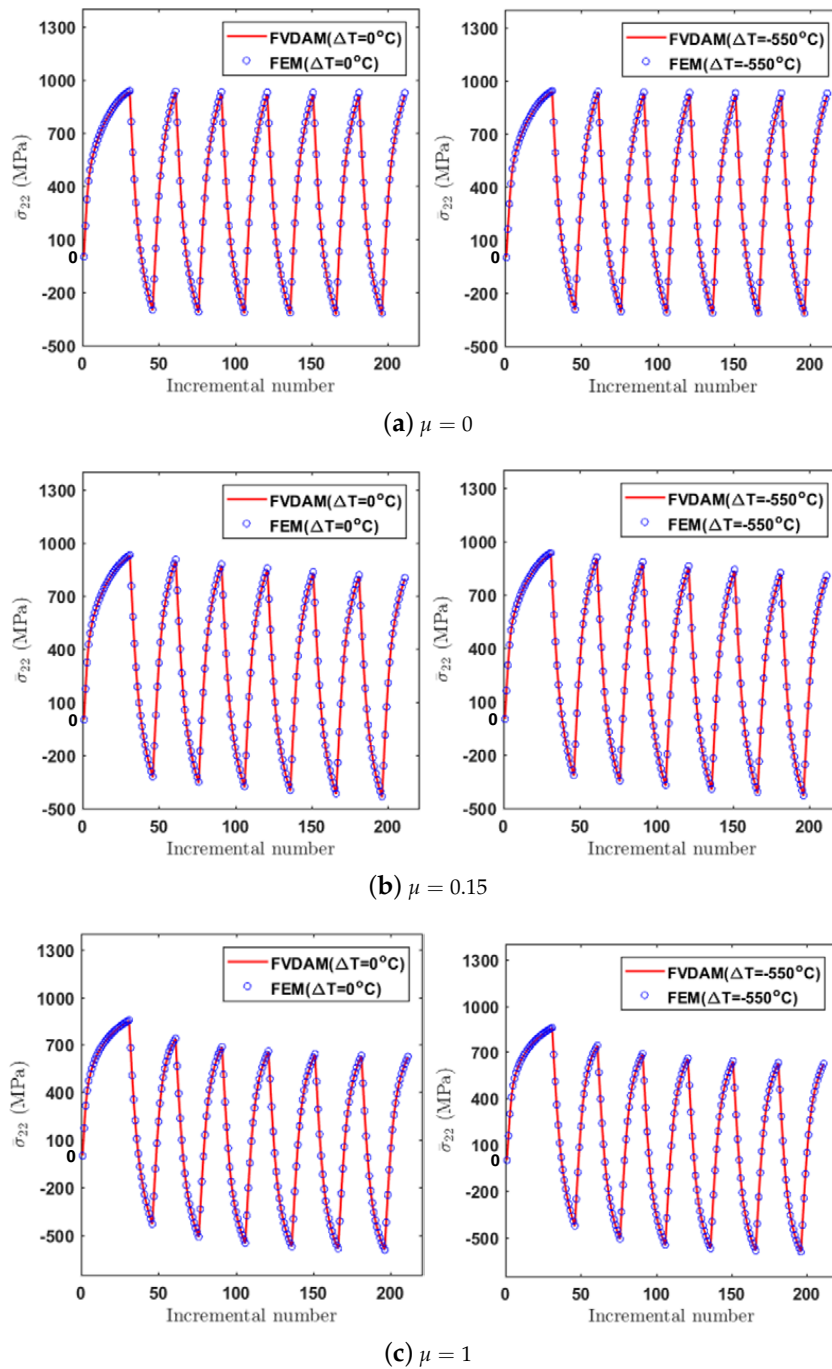 1300
1000
700
400
100
0
-200
-500
σ̄₂₂ (MPa)
FVDAM(ΔT=0°C)
FEM(ΔT=0°C)
0 50 100 150 200
Incremental number
1300
1000
700
400
100
0
-200
-500
σ̄₂₂ (MPa)
FVDAM(ΔT=-550°C)
FEM(ΔT=-550°C)
0 50 100 150 200
Incremental number
(a) μ = 0
1300
1000
700
400
100
0
-200
-500
σ̄₂₂ (MPa)
FVDAM(ΔT=0°C)
FEM(ΔT=0°C)
0 50 100 150 200
Incremental number
1300
1000
700
400
100
0
-200
-500
σ̄₂₂ (MPa)
FVDAM(ΔT=-550°C)
FEM(ΔT=-550°C)
0 50 100 150 200
Incremental number
(b) μ = 0.15
1300
1000
700
400
100
0
-200
-500
σ̄₂₂ (MPa)
FVDAM(ΔT=0°C)
FEM(ΔT=0°C)
0 50 100 150 200
Incremental number
1300
1000
700
400
100
0
-200
-500
σ̄₂₂ (MPa)
FVDAM(ΔT=-550°C)
FEM(ΔT=-550°C)
0 50 100 150 200
Incremental number
(c) μ = 1